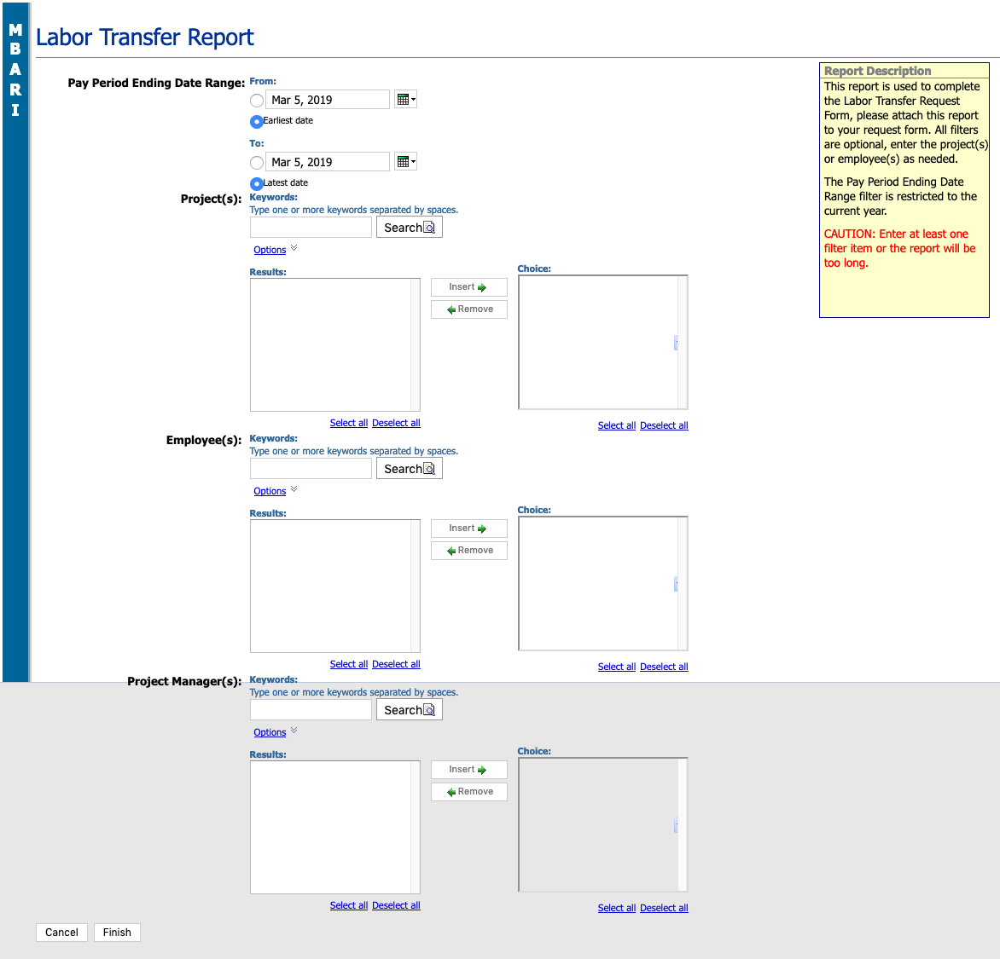 M
B
A
R
I
Labor Transfer Report
Pay Period Ending Date Range:
From:
Mar 5, 2019
Earliest date
To:
Mar 5, 2019
Latest date
Report Description
This report is used to complete
the Labor Transfer Request
Form, please attach this report
to your request form. All filters
are optional, enter the project(s)
or employee(s) as needed.
The Pay Period Ending Date
Range filter is restricted to the
current year.
CAUTION: Enter at least one
filter item or the report will be
too long.
Project(s):
Keywords:
Type one or more keywords separated by spaces.
Search
Options
Results:
Insert
Remove
Choice:
Select all Deselect all
Select all Deselect all
Employee(s):
Keywords:
Type one or more keywords separated by spaces.
Search
Options
Results:
Insert
Remove
Choice:
Select all Deselect all
Select all Deselect all
Project Manager(s):
Keywords:
Type one or more keywords separated by spaces.
Search
Options
Results:
Insert
Remove
Choice:
Select all Deselect all
Select all Deselect all
Cancel
Finish